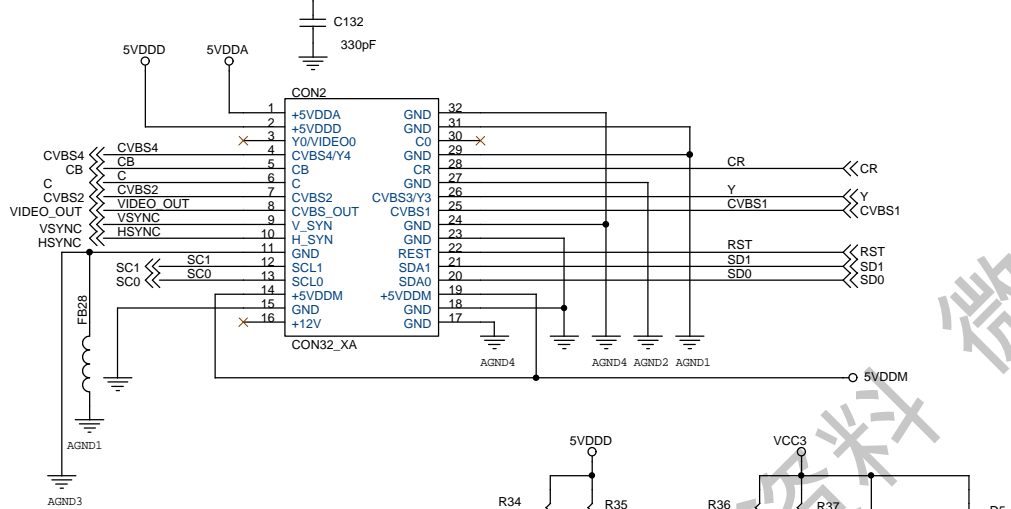 C132
330pF
5VDDD
5VDDA
CON2
1 +5VDDA GND 32
2 +5VDDD GND 31
3 Y0/VIDEO0 C0 30
CVBS4 CVBS4 4 CVBS4/Y4 GND 29
CB CB 5 CB CR 28 CR CR
C C 6 C GND 27
CVBS2 CVBS2 7 CVBS2 CVBS3/Y3 26 Y Y
VIDEO_OUT VIDEO_OUT 8 CVBS_OUT CVBS1 25 CVBS1 CVBS1
VSYNC VSYNC 9 V_SYN GND 24
HSYNC HSYNC 10 H_SYN GND 23
11 GND REST 22 RST RST
SC1 SC1 12 SCL1 SDA1 21 SD1 SD1
SC0 SC0 13 SCL0 SDA0 20 SD0 SD0
14 +5VDDM +5VDDM 19
15 GND GND 18
16 +12V GND 17
CON32_XA
FB28
AGND4
AGND4
AGND2
AGND1
5VDDM
AGND1
AGND3
5VDDD
VCC3
R34
R35
R36
R37
资料
微